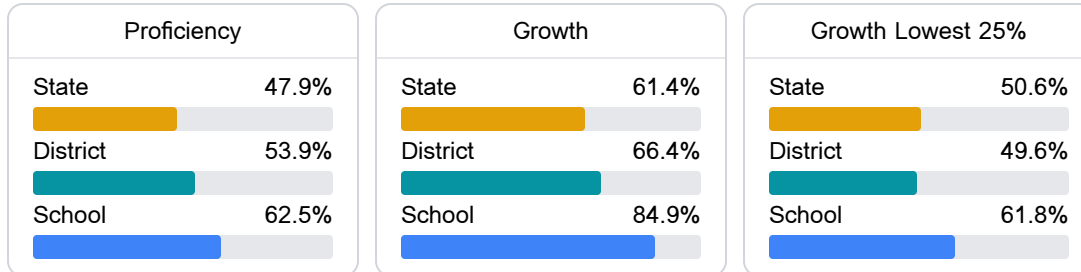 Proficiency
State 47.9%
District 53.9%
School 62.5%
Growth
State 61.4%
District 66.4%
School 84.9%
Growth Lowest 25%
State 50.6%
District 49.6%
School 61.8%